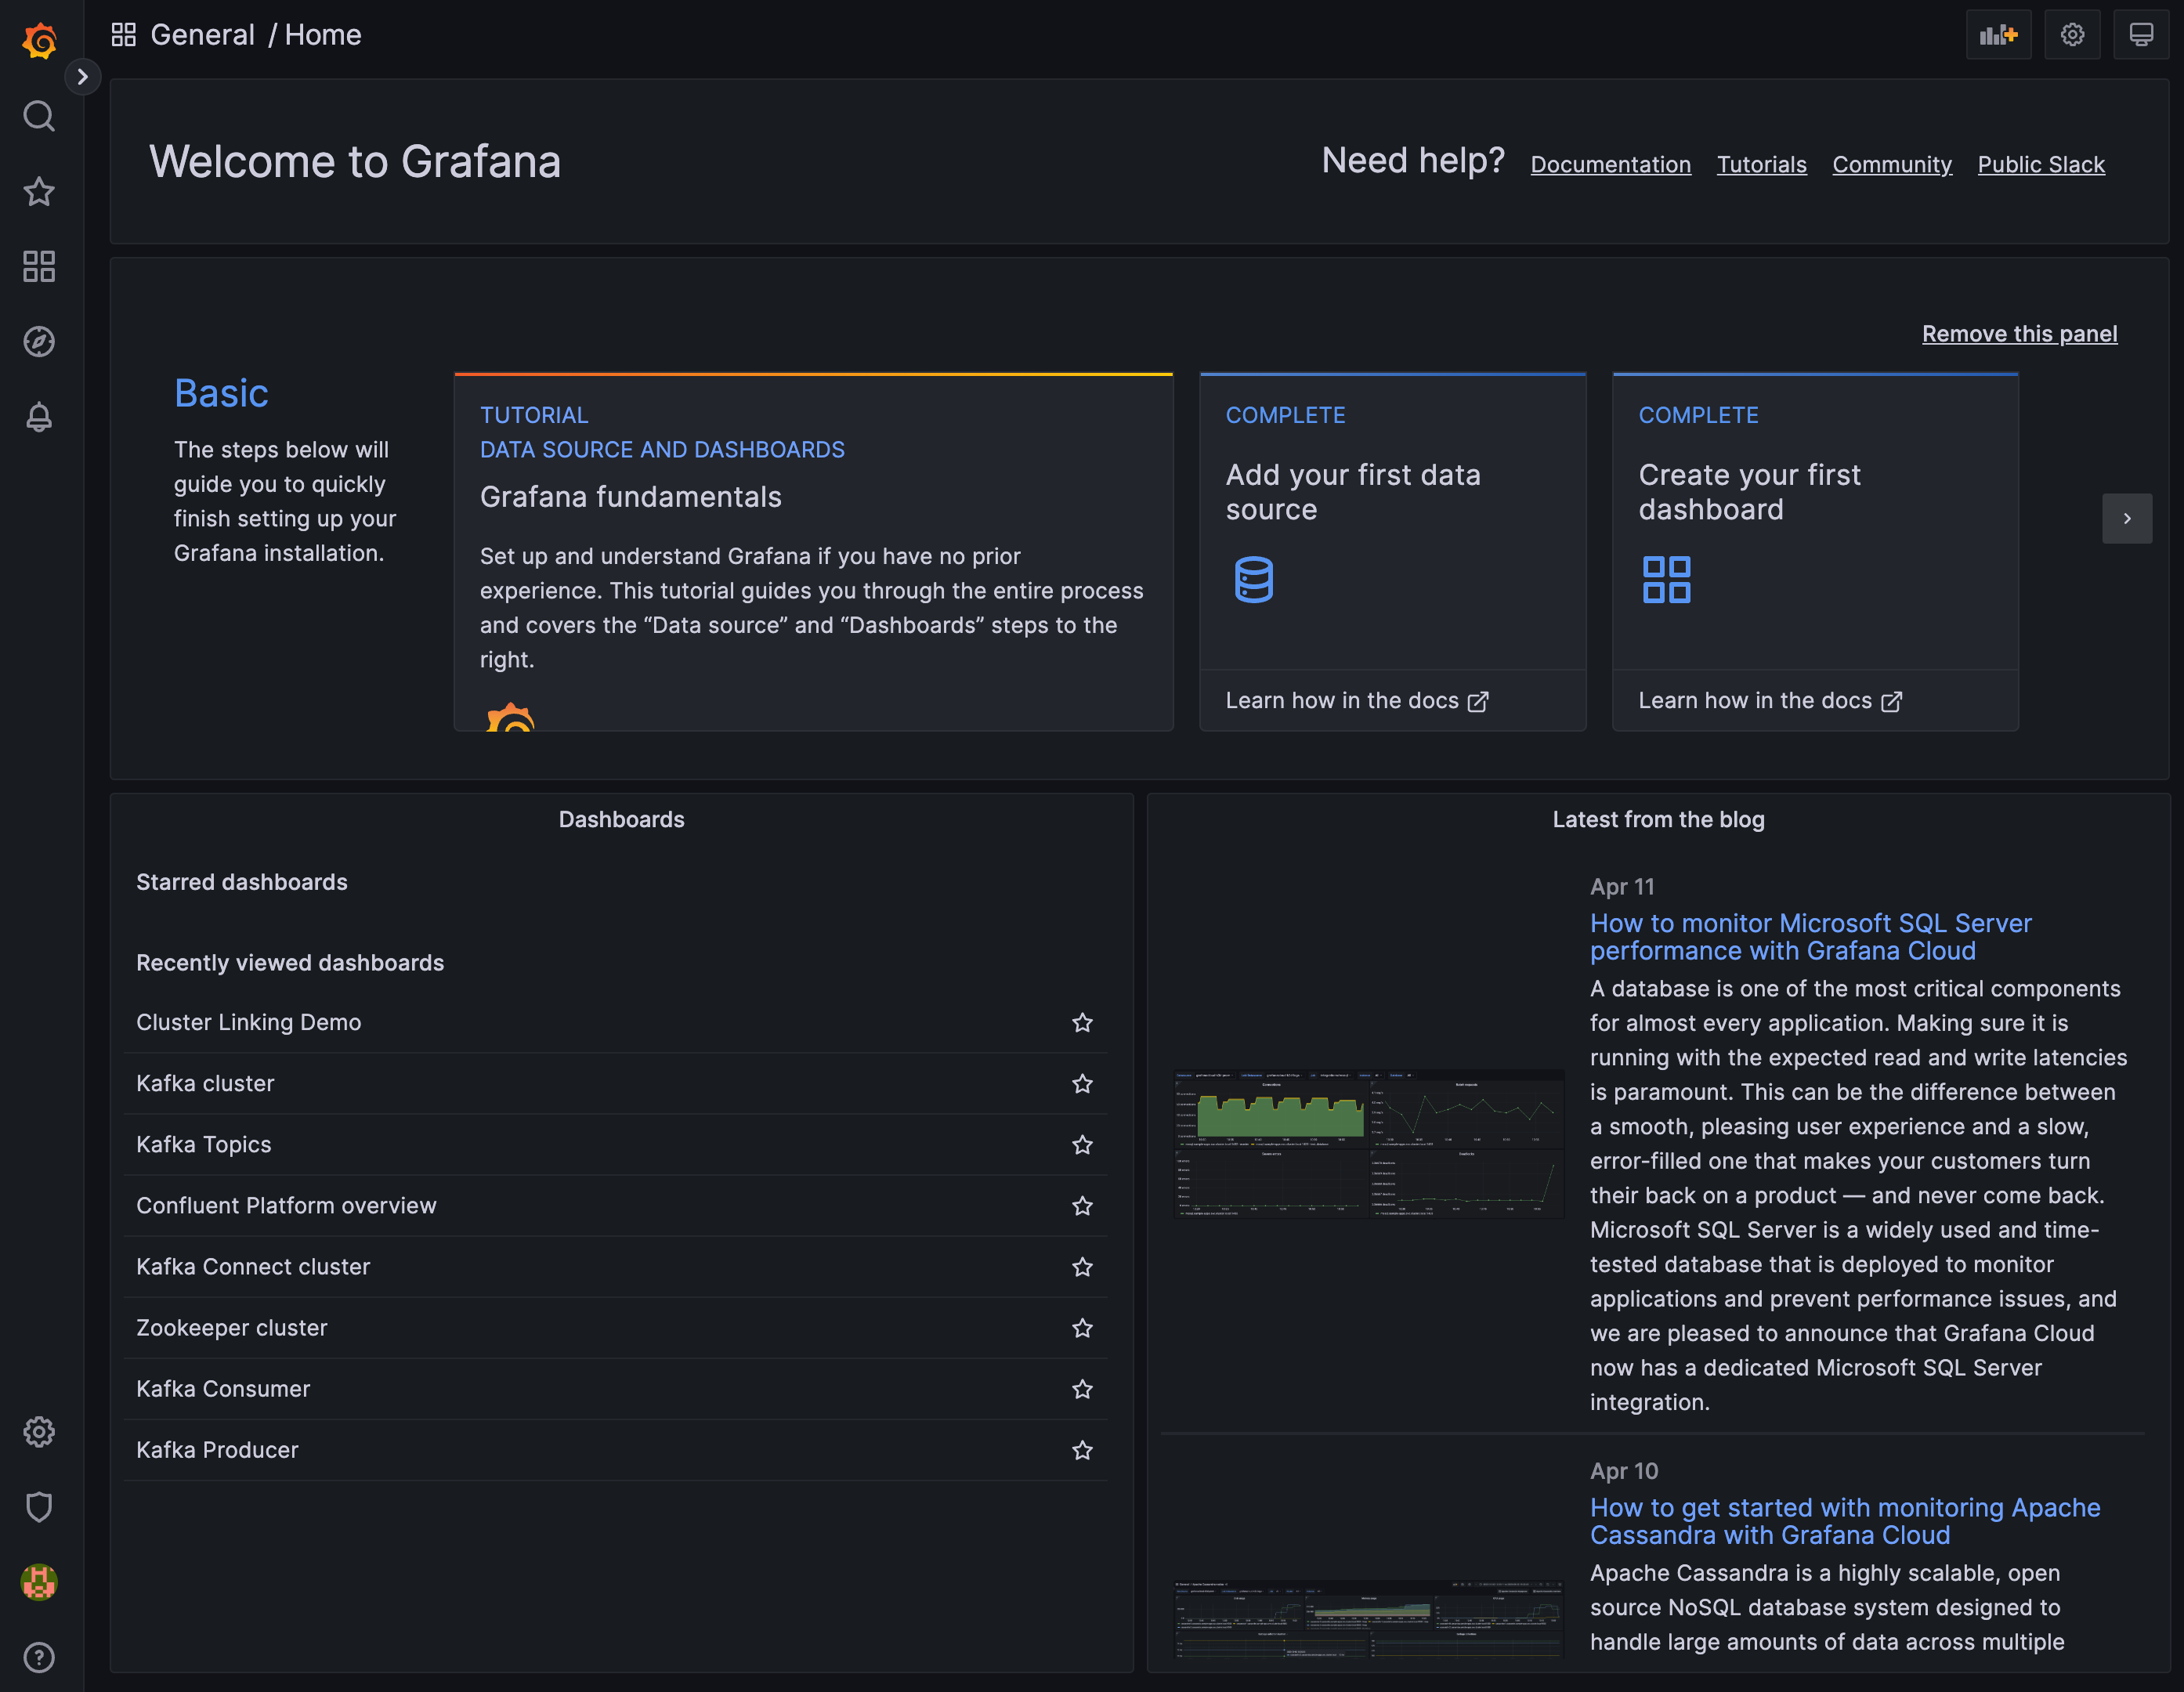 General / Home
Welcome to Grafana
Need help?
Documentation
Tutorials
Community
Public Slack
Remove this panel
Basic
The steps below will
guide you to quickly
finish setting up your
Grafana installation.
TUTORIAL
DATA SOURCE AND DASHBOARDS
Grafana fundamentals
Set up and understand Grafana if you have no prior
experience. This tutorial guides you through the entire process
and covers the “Data source” and “Dashboards” steps to the
right.
COMPLETE
Add your first data
source
Learn how in the docs
COMPLETE
Create your first
dashboard
Learn how in the docs
Dashboards
Starred dashboards
Recently viewed dashboards
Cluster Linking Demo
Kafka cluster
Kafka Topics
Confluent Platform overview
Kafka Connect cluster
Zookeeper cluster
Kafka Consumer
Kafka Producer
Latest from the blog
Apr 11
How to monitor Microsoft SQL Server
performance with Grafana Cloud
A database is one of the most critical components
for almost every application. Making sure it is
running with the expected read and write latencies
is paramount. This can be the difference between
a smooth, pleasing user experience and a slow,
error-filled one that makes your customers turn
their back on a product — and never come back.
Microsoft SQL Server is a widely used and time-
tested database that is deployed to monitor
applications and prevent performance issues, and
we are pleased to announce that Grafana Cloud
now has a dedicated Microsoft SQL Server
integration.
Apr 10
How to get started with monitoring Apache
Cassandra with Grafana Cloud
Apache Cassandra is a highly scalable, open
source NoSQL database system designed to
handle large amounts of data across multiple